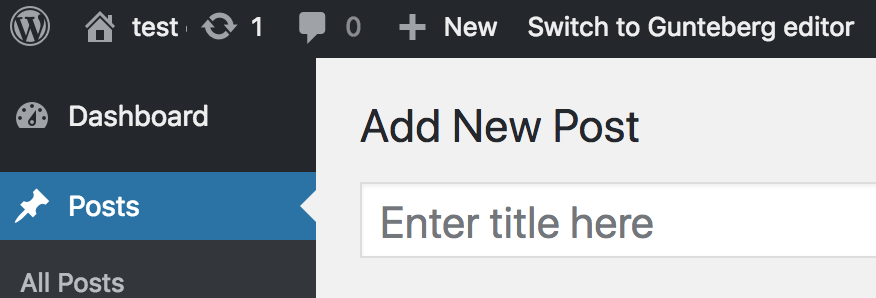 test 1 0 New Switch to Gunteberg editor
Dashboard
Add New Post
Posts
Enter title here
All Posts